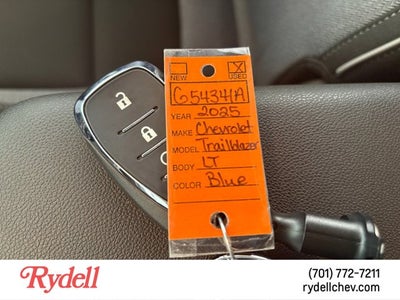 NEW
X
USED
G54341A
YEAR 2025
MAKE Chevrolet
MODEL Trailblazer
BODY LT
COLOR Blue
Rydell
(701) 772-7211
rydellchev.com